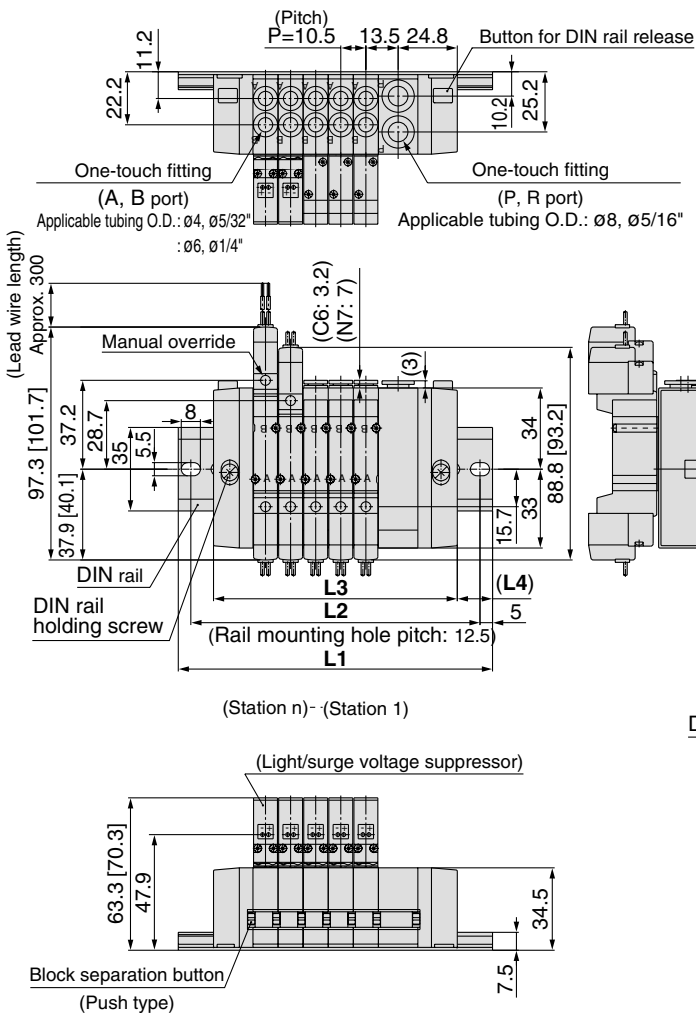 (Pitch)
P=10.5 13.5 24.8
Button for DIN rail release
11.2
22.2
10.2
25.2
One-touch fitting
(A, B port)
Applicable tubing O.D.: ø4, ø5/32"
: ø6, ø1/4"
One-touch fitting
(P, R port)
Applicable tubing O.D.: ø8, ø5/16"
(Lead wire length)
Approx. 300
(C6: 3.2)
(N7: 7)
Manual override
(3)
97.3 [101.7]
37.2
28.7
8
35
5.5
37.9 [40.1]
34
88.8 [93.2]
33
15.7
B B B B B
A A A A A
DIN rail
DIN rail
holding screw
L3
(L4)
L2
5
(Rail mounting hole pitch: 12.5)
L1
(Station n)- -(Station 1)
D
(Light/surge voltage suppressor)
63.3 [70.3]
47.9
34.5
7.5
Block separation button
(Push type)